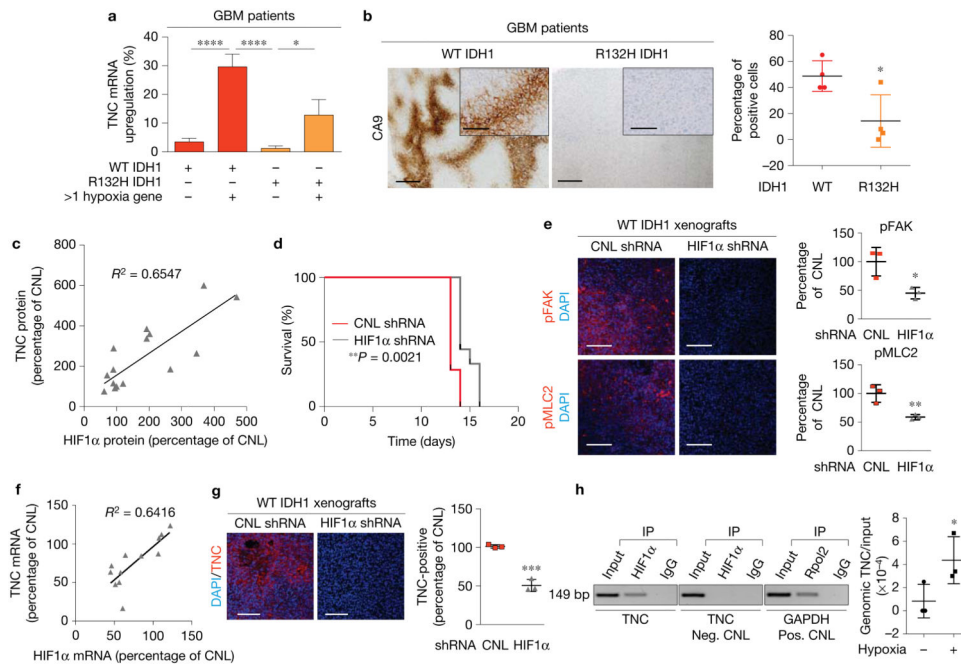 a
GBM patients
**** **** *
TNC mRNA
upregulation (%)
40
30
20
10
0
WT IDH1 + + – –
R132H IDH1 – – + +
>1 hypoxia gene – + – +
b
GBM patients
WT IDH1 R132H IDH1
CA9
Percentage of
positive cells
80
60
40
20
0
–20
*
IDH1 WT R132H
c
TNC protein
(percentage of CNL)
800
600
400
200
0
R² = 0.6547
0 100 200 300 400 500
HIF1α protein (percentage of CNL)
d
Survival (%)
100
50
0
CNL shRNA
HIF1α shRNA
**P = 0.0021
0 5 10 15 20
Time (days)
e
WT IDH1 xenografts
CNL shRNA HIF1α shRNA
pFAK
DAPI
pMLC2
DAPI
pFAK
Percentage
of CNL
150
100
50
0
*
shRNA CNL HIF1α
pMLC2
Percentage
of CNL
150
100
50
0
**
shRNA CNL HIF1α
f
TNC mRNA
(percentage of CNL)
150
100
50
0
R² = 0.6416
0 50 100 150
HIF1α mRNA (percentage of CNL)
g
WT IDH1 xenografts
CNL shRNA HIF1α shRNA
DAPI/TNC
TNC-positive
(percentage of CNL)
150
100
50
0
***
shRNA CNL HIF1α
h
IP IP IP
Input HIF1α IgG Input HIF1α IgG Input Rpol2 IgG
149 bp
TNC TNC GAPDH
Neg. CNL Pos. CNL
Genomic TNC/input
(×10⁻⁴)
8
6
4
2
0
–2
*
Hypoxia – +